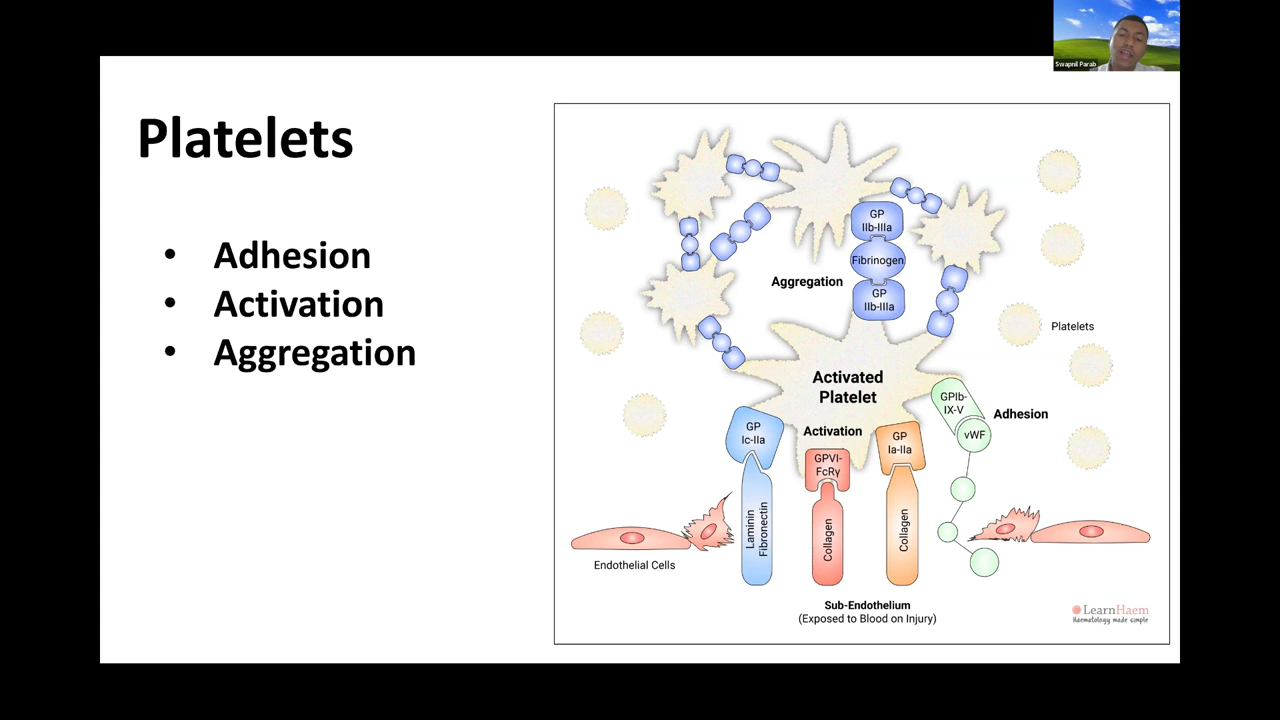 Swapnil Parab
Platelets
• Adhesion
• Activation
• Aggregation
GP
IIb-IIIa
Fibrinogen
GP
IIb-IIIa
Aggregation
Platelets
Activated
Platelet
Activation
GPIb-
IX-V
vWF
Adhesion
GP
Ic-IIa
GPVI-
FcRγ
GP
Ia-IIa
Laminin
Fibronectin
Collagen
Collagen
Endothelial Cells
Sub-Endothelium
(Exposed to Blood on Injury)
LearnHaem
Haematology made simple